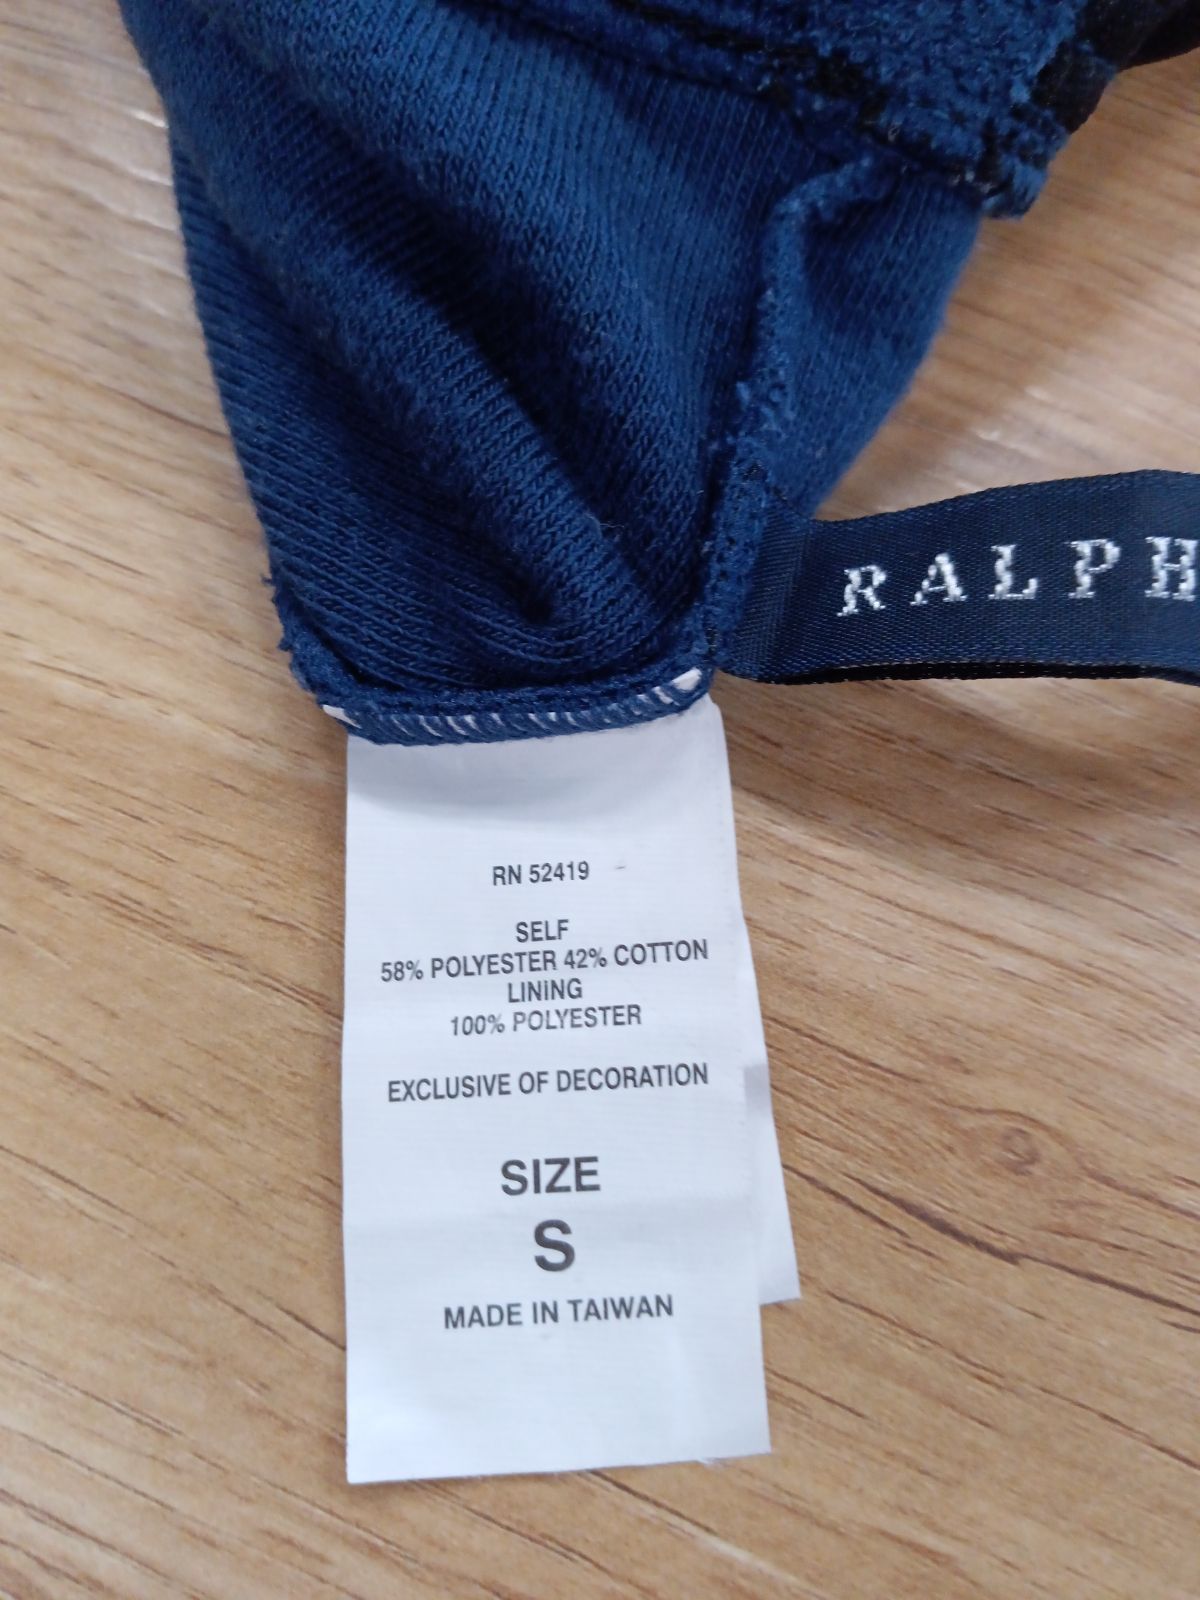 RALPH
RN 52419
SELF
58% POLYESTER 42% COTTON
LINING
100% POLYESTER
EXCLUSIVE OF DECORATION
SIZE
S
MADE IN TAIWAN